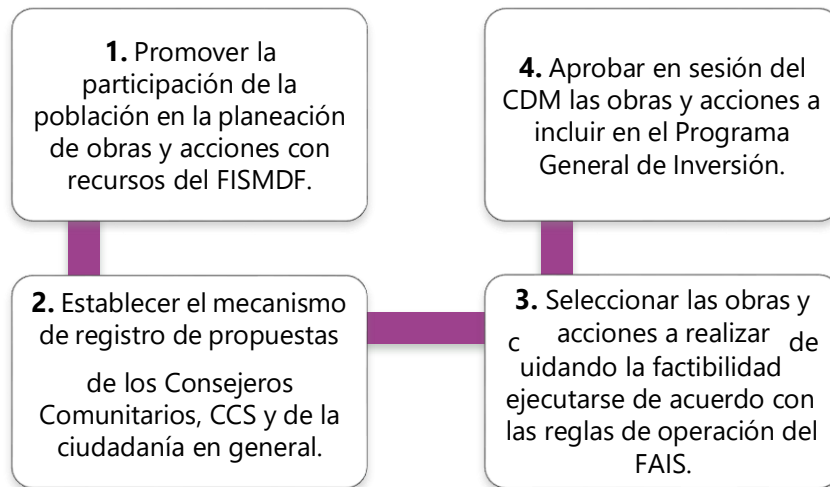 1. Promover la
participación de la
población en la planeación
de obras y acciones con
recursos del FISMDF.
2. Establecer el mecanismo
de registro de propuestas
de los Consejeros
Comunitarios, CCS y de la
ciudadanía en general.
3. Seleccionar las obras y
c acciones a realizar de
uidando la factibilidad
ejecutarse de acuerdo con
las reglas de operación del
FAIS.
4. Aprobar en sesión del
CDM las obras y acciones a
incluir en el Programa
General de Inversión.